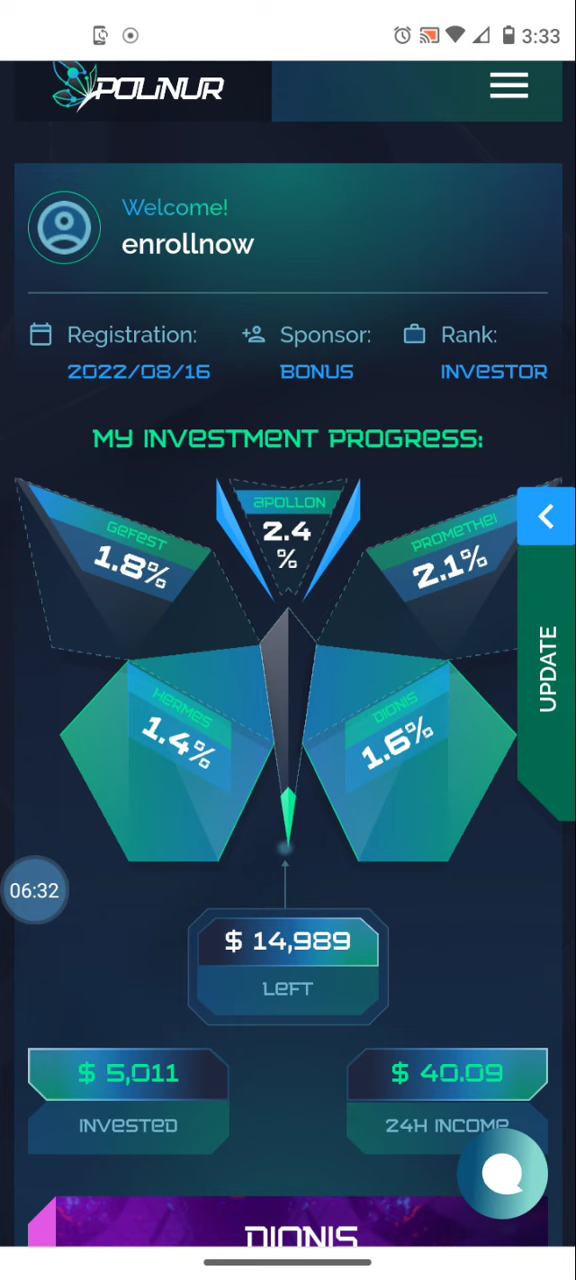 3:33
POLINUR
Welcome!
enrollnow
Registration:
Sponsor:
Rank:
2022/08/16
BONUS
INVESTOR
MY INVESTMENT PROGRESS:
APOLLON
2.4
%
GEFEST
1.8%
PROMETHEI
2.1%
UPDATE
HERMES
1.4%
DIONIS
1.6%
06:32
$ 14,989
LEFT
$ 5,011
$ 40.09
INVESTED
24H INCOME
DIONIS